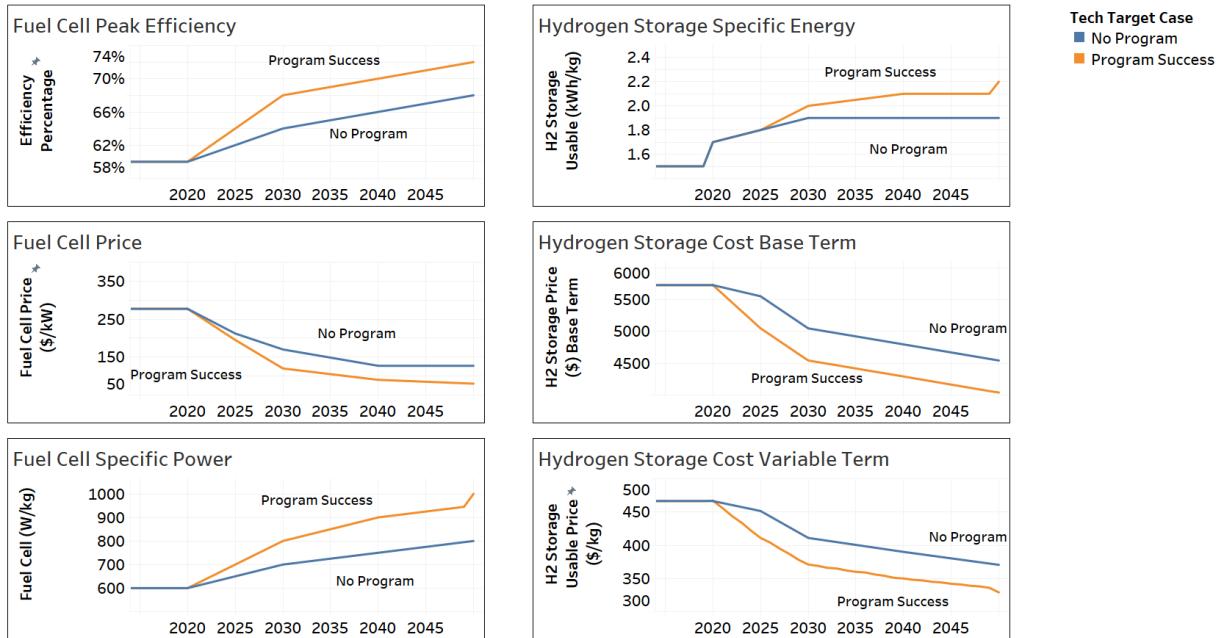 Fuel Cell Peak Efficiency
Efficiency
Percentage
74%
70%
66%
62%
58%
Program Success
No Program
2020 2025 2030 2035 2040 2045
Hydrogen Storage Specific Energy
H2 Storage
Usable (kWh/kg)
2.4
2.2
2.0
1.8
1.6
Program Success
No Program
2020 2025 2030 2035 2040 2045
Tech Target Case
No Program
Program Success
Fuel Cell Price
Fuel Cell Price
($/kW)
350
250
150
50
No Program
Program Success
2020 2025 2030 2035 2040 2045
Hydrogen Storage Cost Base Term
H2 Storage Price
($) Base Term
6000
5500
5000
4500
No Program
Program Success
2020 2025 2030 2035 2040 2045
Fuel Cell Specific Power
Fuel Cell (W/kg)
1000
900
800
700
600
Program Success
No Program
2020 2025 2030 2035 2040 2045
Hydrogen Storage Cost Variable Term
H2 Storage
Usable Price
($/kg)
500
450
400
350
300
No Program
Program Success
2020 2025 2030 2035 2040 2045